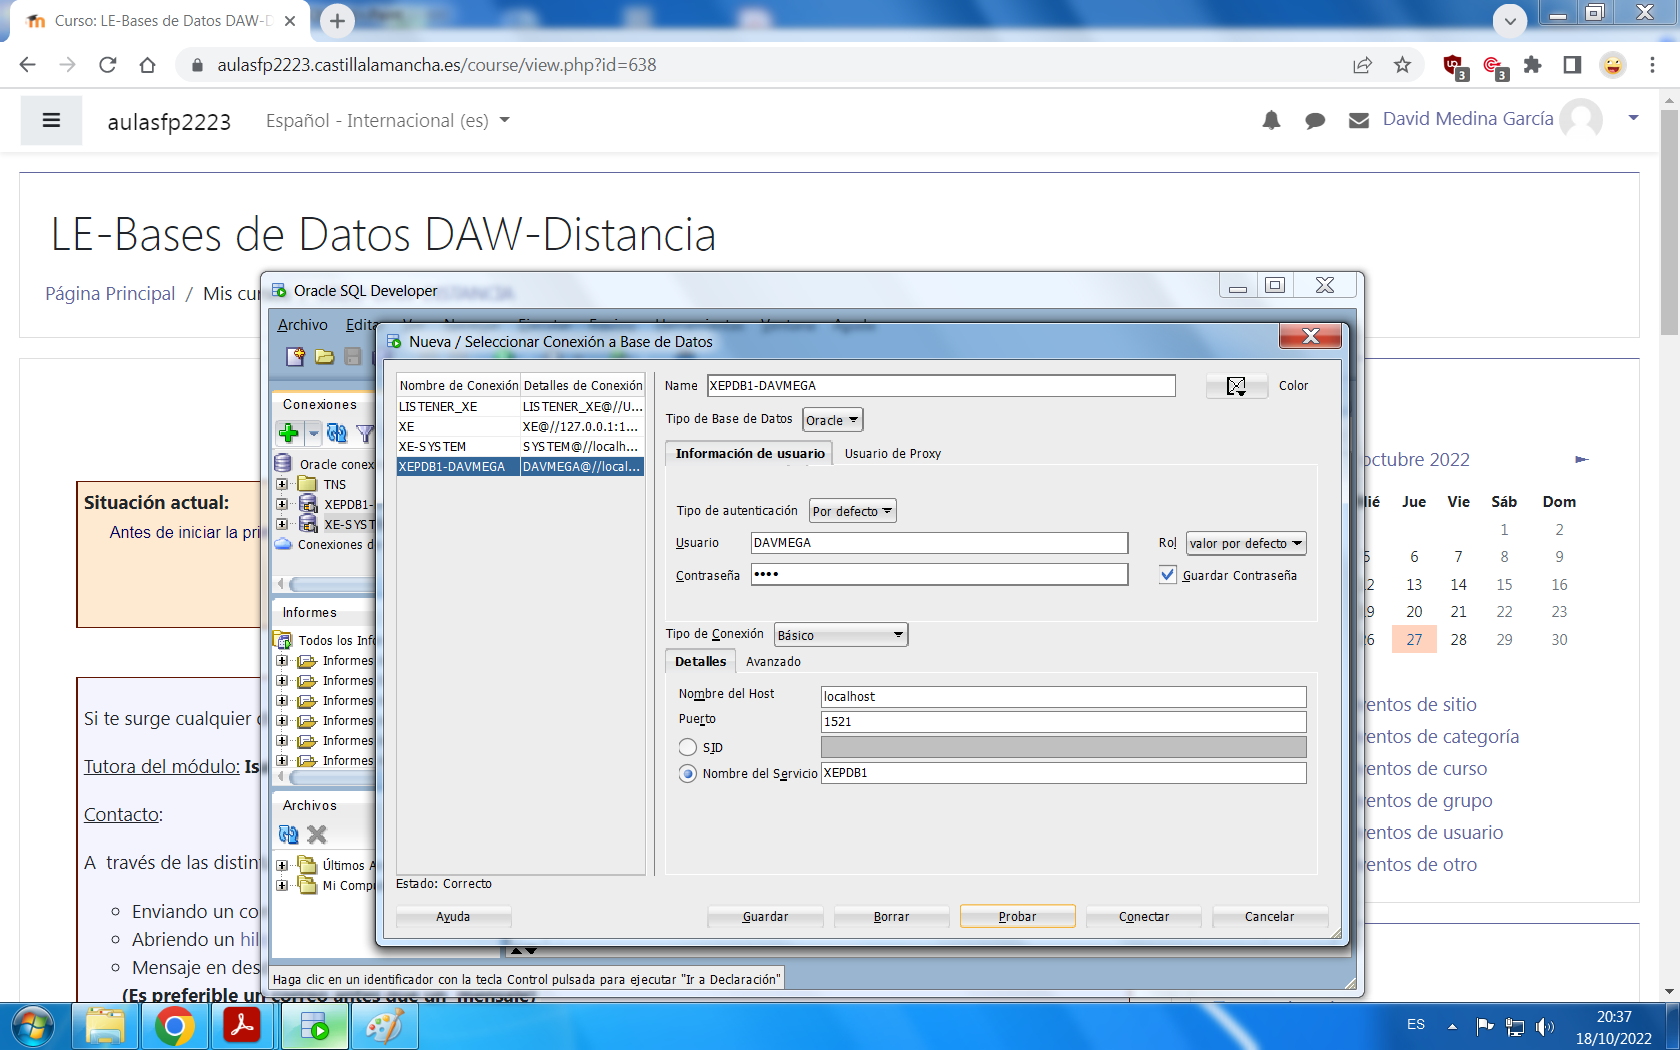 Curso: LE-Bases de Datos DAW-D
aulasfp2223.castillalamancha.es/course/view.php?id=638
3
3
aulasfp2223
Español - Internacional (es)
David Medina García
LE-Bases de Datos DAW-Distancia
Página Principal / Mis cu
Oracle SQL Developer
Archivo Edita
Nueva / Seleccionar Conexión a Base de Datos
Conexiones
Oracle conex
TNS
XEPDB1-
XE-SYST
Conexiones d
Informes
Todos los Info
Informes
Informes
Informes
Informes
Informes
Informes
Archivos
Últimos A
Mi Compu
Nombre de Conexión Detalles de Conexión
LISTENER_XE LISTENER_XE@//U...
XE XE@//127.0.0.1:1...
XE-SYSTEM SYSTEM@//localh...
XEPDB1-DAVMEGA DAVMEGA@//local...
Name XEPDB1-DAVMEGA Color
Tipo de Base de Datos Oracle
Información de usuario Usuario de Proxy
Tipo de autenticación Por defecto
Usuario DAVMEGA Rol valor por defecto
Contraseña •••• Guardar Contraseña
Tipo de Conexión Básico
Detalles Avanzado
Nombre del Host localhost
Puerto 1521
SID
Nombre del Servicio XEPDB1
Estado: Correcto
Ayuda Guardar Borrar Probar Conectar Cancelar
Haga clic en un identificador con la tecla Control pulsada para ejecutar "Ir a Declaración"
Situación actual:
Antes de iniciar la pri
Si te surge cualquier
Tutora del módulo: Is
Contacto:
A través de las distint
Enviando un co
Abriendo un hil
Mensaje en des
(Es preferible un correo antes que un mensaje)
octubre 2022
ié Jue Vie Sáb Dom
1 2
5 6 7 8 9
12 13 14 15 16
19 20 21 22 23
26 27 28 29 30
entos de sitio
entos de categoría
entos de curso
entos de grupo
entos de usuario
entos de otro
ES
20:37
18/10/2022